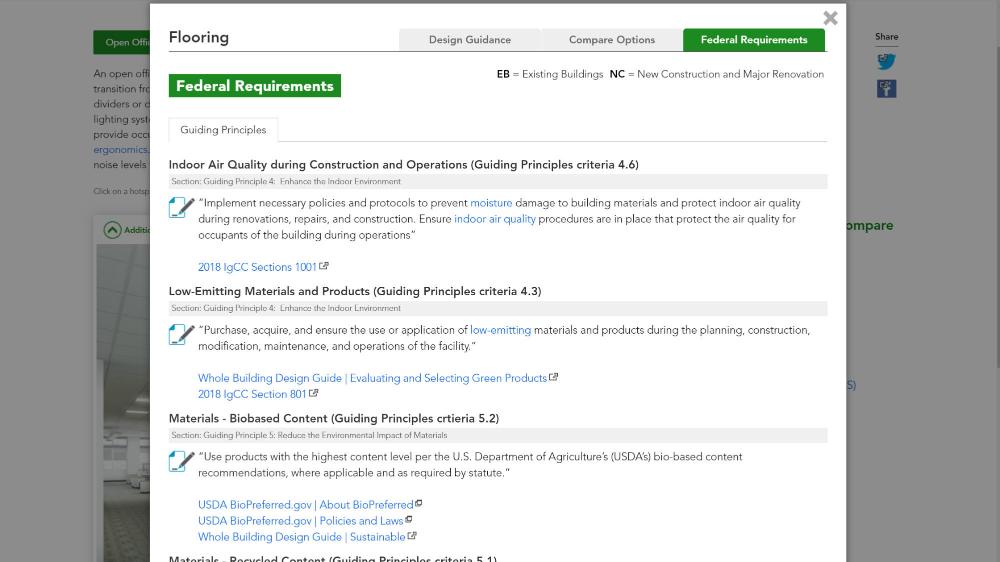 Flooring
Design Guidance
Compare Options
Federal Requirements
Share
Open Offic
EB = Existing Buildings NC = New Construction and Major Renovation
Federal Requirements
An open offi
transition fro
dividers or d
lighting syste
provide occu
ergonomics.
noise levels
Click on a hotsp
Additio
ompare
S)
Guiding Principles
Indoor Air Quality during Construction and Operations (Guiding Principles criteria 4.6)
Section: Guiding Principle 4: Enhance the Indoor Environment
“Implement necessary policies and protocols to prevent moisture damage to building materials and protect indoor air quality
during renovations, repairs, and construction. Ensure indoor air quality procedures are in place that protect the air quality for
occupants of the building during operations”
2018 IgCC Sections 1001
Low-Emitting Materials and Products (Guiding Principles criteria 4.3)
Section: Guiding Principle 4: Enhance the Indoor Environment
“Purchase, acquire, and ensure the use or application of low-emitting materials and products during the planning, construction,
modification, maintenance, and operations of the facility.”
Whole Building Design Guide | Evaluating and Selecting Green Products
2018 IgCC Section 801
Materials - Biobased Content (Guiding Principles crtieria 5.2)
Section: Guiding Principle 5: Reduce the Environmental Impact of Materials
“Use products with the highest content level per the U.S. Department of Agriculture’s (USDA’s) bio-based content
recommendations, where applicable and as required by statute.”
USDA BioPreferred.gov | About BioPreferred
USDA BioPreferred.gov | Policies and Laws
Whole Building Design Guide | Sustainable
Materials - Recycled Content (Guiding Principles criteria 5.1)